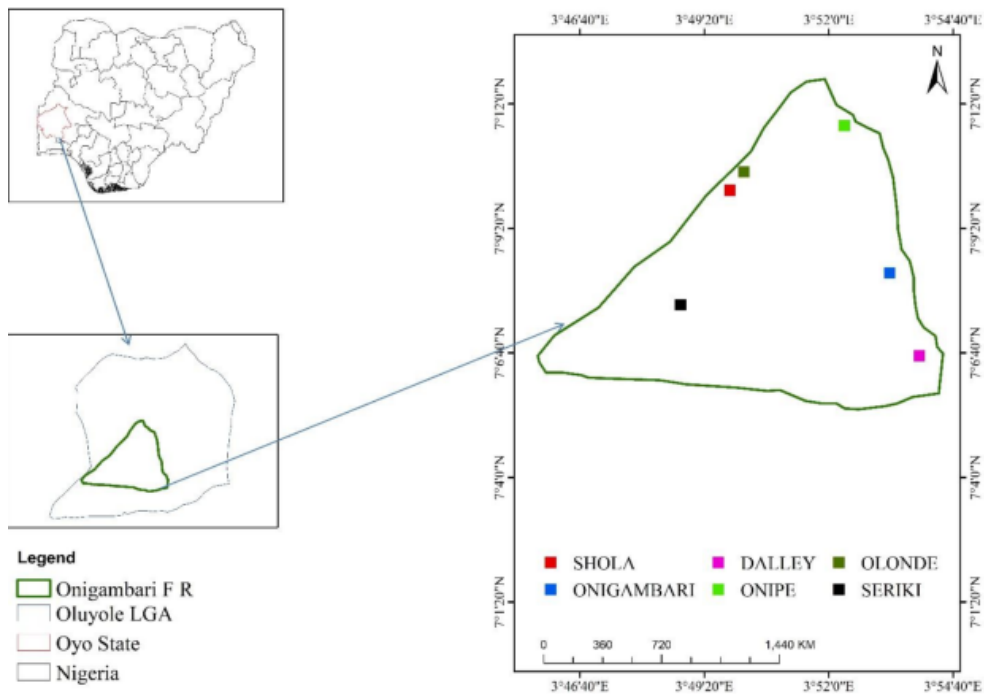 3°46'40"E 3°49'20"E 3°52'0"E 3°54'40"E
N
7°12'0"N 7°12'0"N
7°9'20"N 7°9'20"N
7°6'40"N 7°6'40"N
7°4'0"N 7°4'0"N
7°1'20"N 7°1'20"N
SHOLA DALLEY OLONDE
ONIGAMBARI ONIPE SERIKI
0 360 720 1,440 KM
3°46'40"E 3°49'20"E 3°52'0"E 3°54'40"E
Legend
Onigambari F R
Oluyole LGA
Oyo State
Nigeria